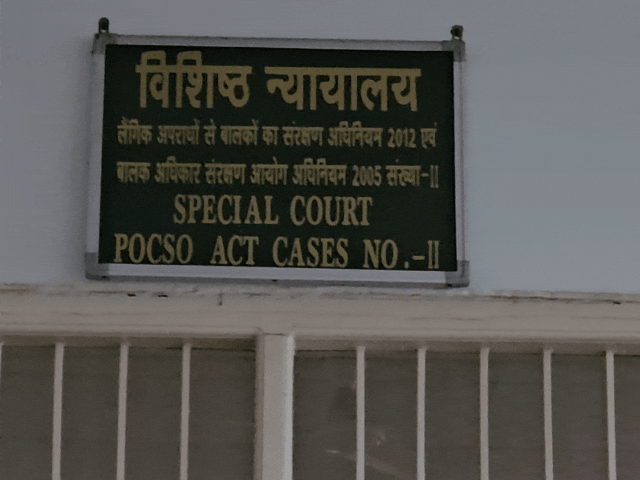 विशिष्ठ न्यायालय
लैंगिक अपराधों से बालकों का संरक्षण अधिनियम 2012 एवं
बालक अधिकार संरक्षण आयोग अधिनियम 2005 संख्या-II
SPECIAL COURT
POCSO ACT CASES NO.-II